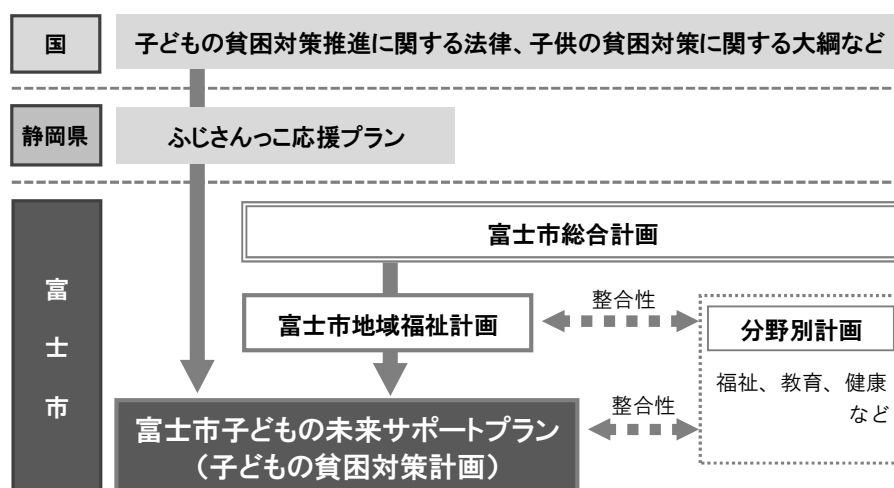 国
子どもの貧困対策推進に関する法律、子供の貧困対策に関する大綱など
静岡県
ふじさんっこ応援プラン
富士市
富士市総合計画
富士市地域福祉計画
整合性
分野別計画
福祉、教育、健康
など
富士市子どもの未来サポートプラン
（子どもの貧困対策計画）
整合性